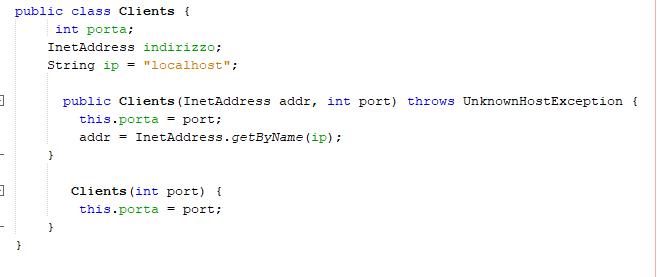 public class Clients {
int porta;
InetAddress indirizzo;
String ip = "localhost";
public Clients(InetAddress addr, int port) throws UnknownHostException {
this.porta = port;
addr = InetAddress.getByName(ip);
}
Clients(int port) {
this.porta = port;
}
}